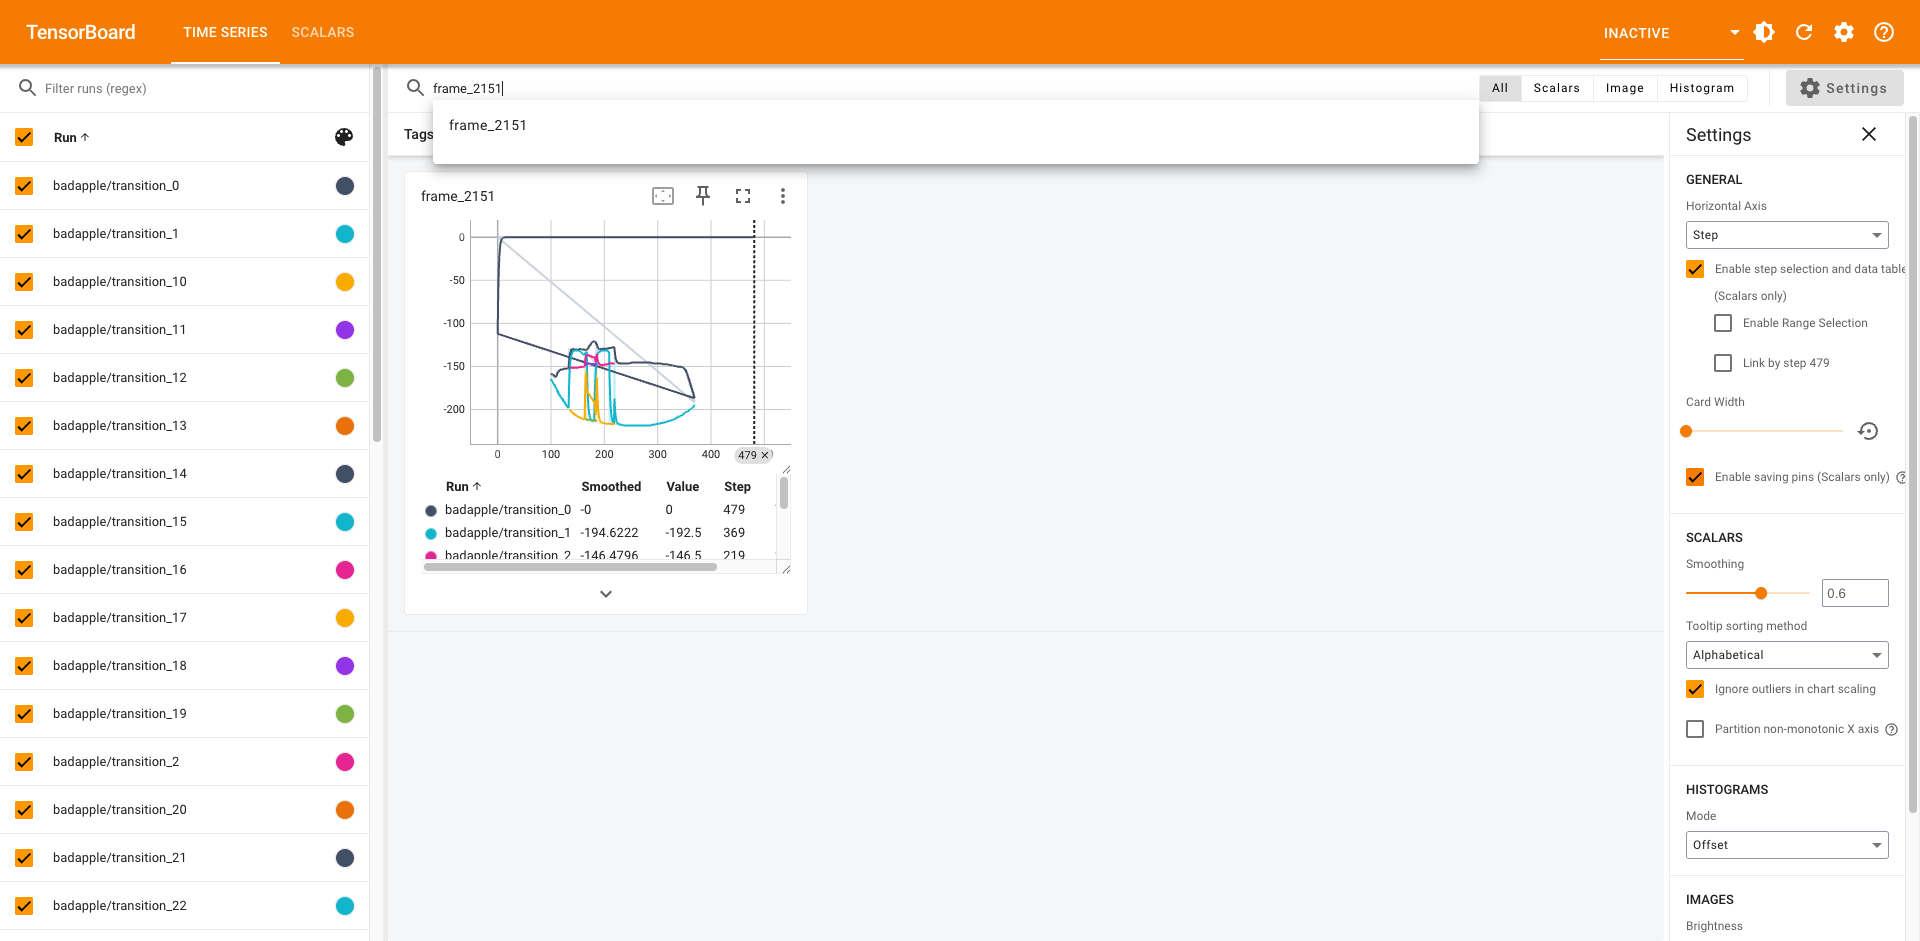 TensorBoard
TIME SERIES
SCALARS
INACTIVE
Filter runs (regex)
frame_2151
All
Scalars
Image
Histogram
Settings
frame_2151
Tags
Run
badapple/transition_0
badapple/transition_1
badapple/transition_10
badapple/transition_11
badapple/transition_12
badapple/transition_13
badapple/transition_14
badapple/transition_15
badapple/transition_16
badapple/transition_17
badapple/transition_18
badapple/transition_19
badapple/transition_2
badapple/transition_20
badapple/transition_21
badapple/transition_22
frame_2151
0
-50
-100
-150
-200
0 100 200 300 400 479
Run Smoothed Value Step
badapple/transition_0 -0 0 479
badapple/transition_1 -194.6222 -192.5 369
badapple/transition_2 -146.4796 -146.5 219
Settings
GENERAL
Horizontal Axis
Step
Enable step selection and data table
(Scalars only)
Enable Range Selection
Link by step 479
Card Width
Enable saving pins (Scalars only)
SCALARS
Smoothing
0.6
Tooltip sorting method
Alphabetical
Ignore outliers in chart scaling
Partition non-monotonic X axis
HISTOGRAMS
Mode
Offset
IMAGES
Brightness